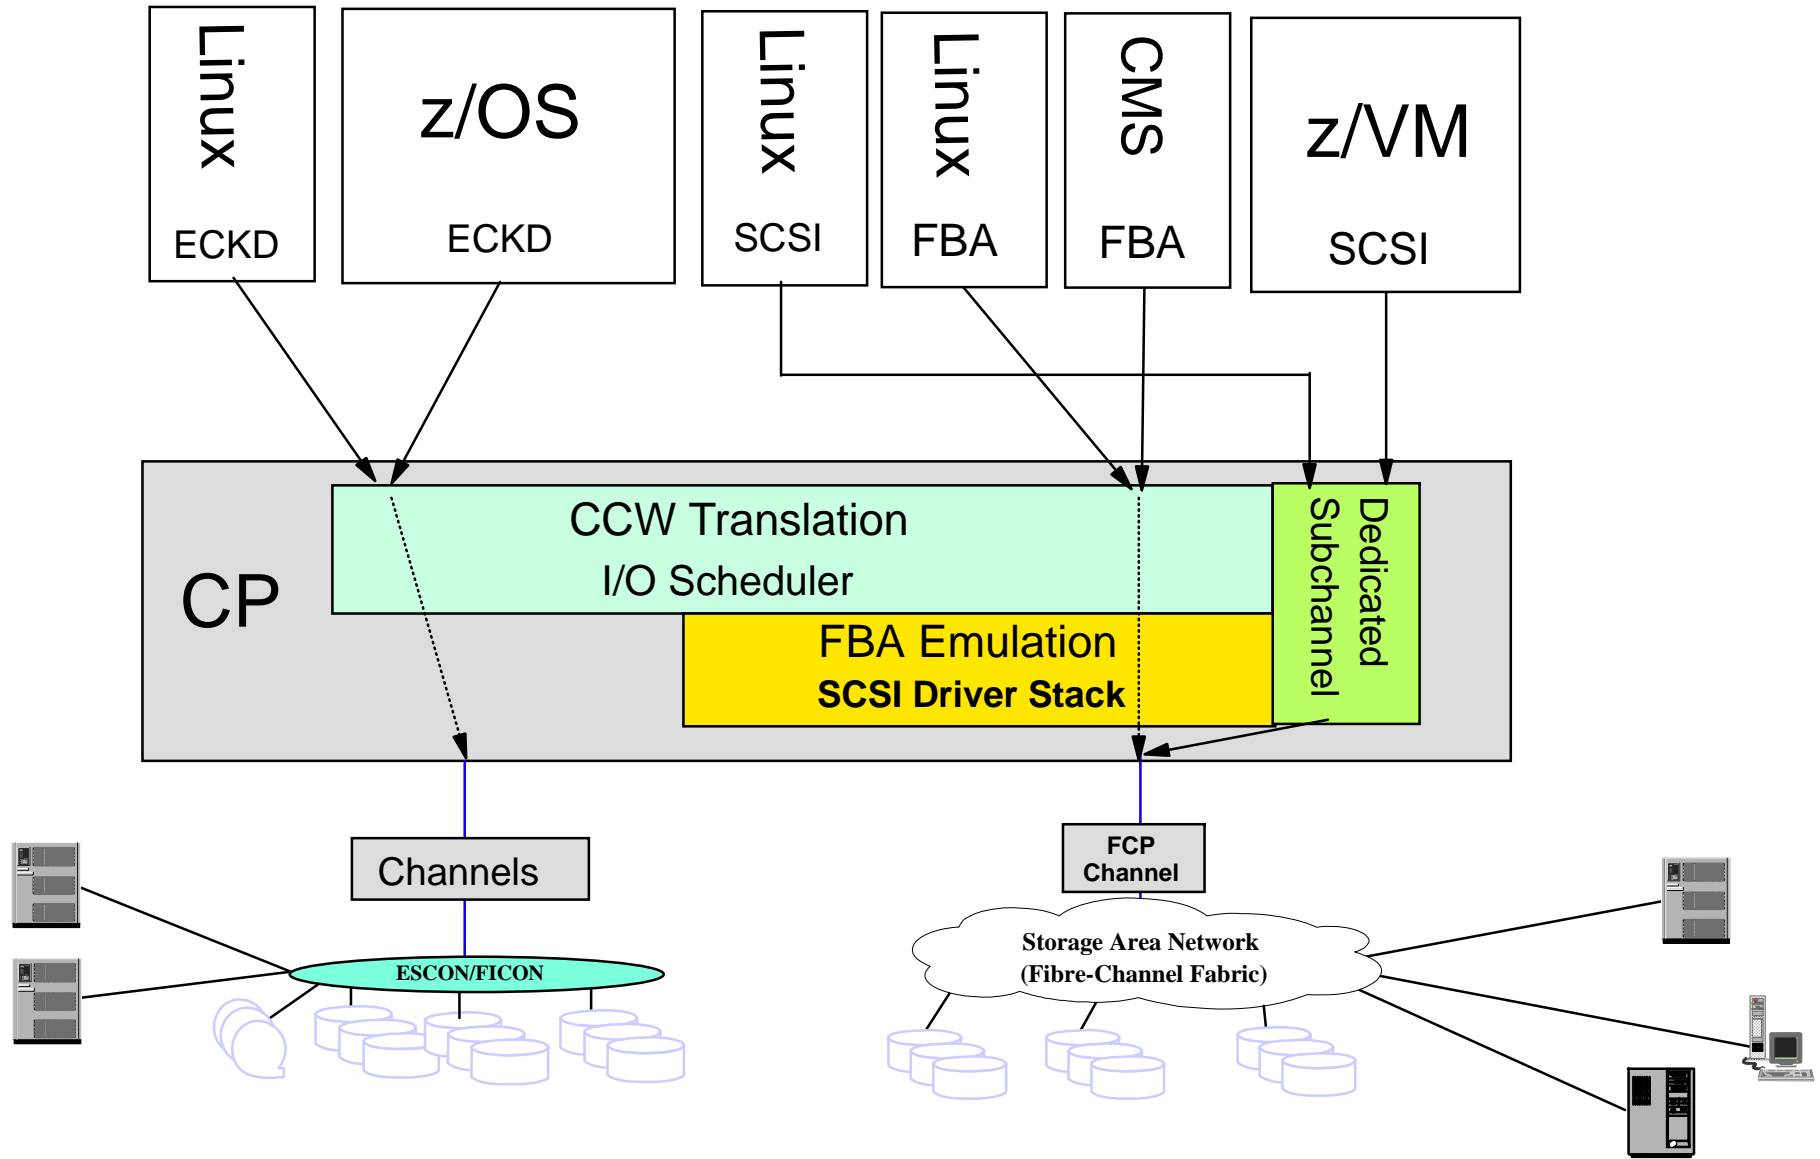 Linux
z/OS
Linux
Linux
CMS
z/VM
ECKD
ECKD
SCSI
FBA
FBA
SCSI
CP
CCW Translation
I/O Scheduler
FBA Emulation
SCSI Driver Stack
Dedicated
Subchannel
Channels
FCP
Channel
ESCON/FICON
Storage Area Network
(Fibre-Channel Fabric)